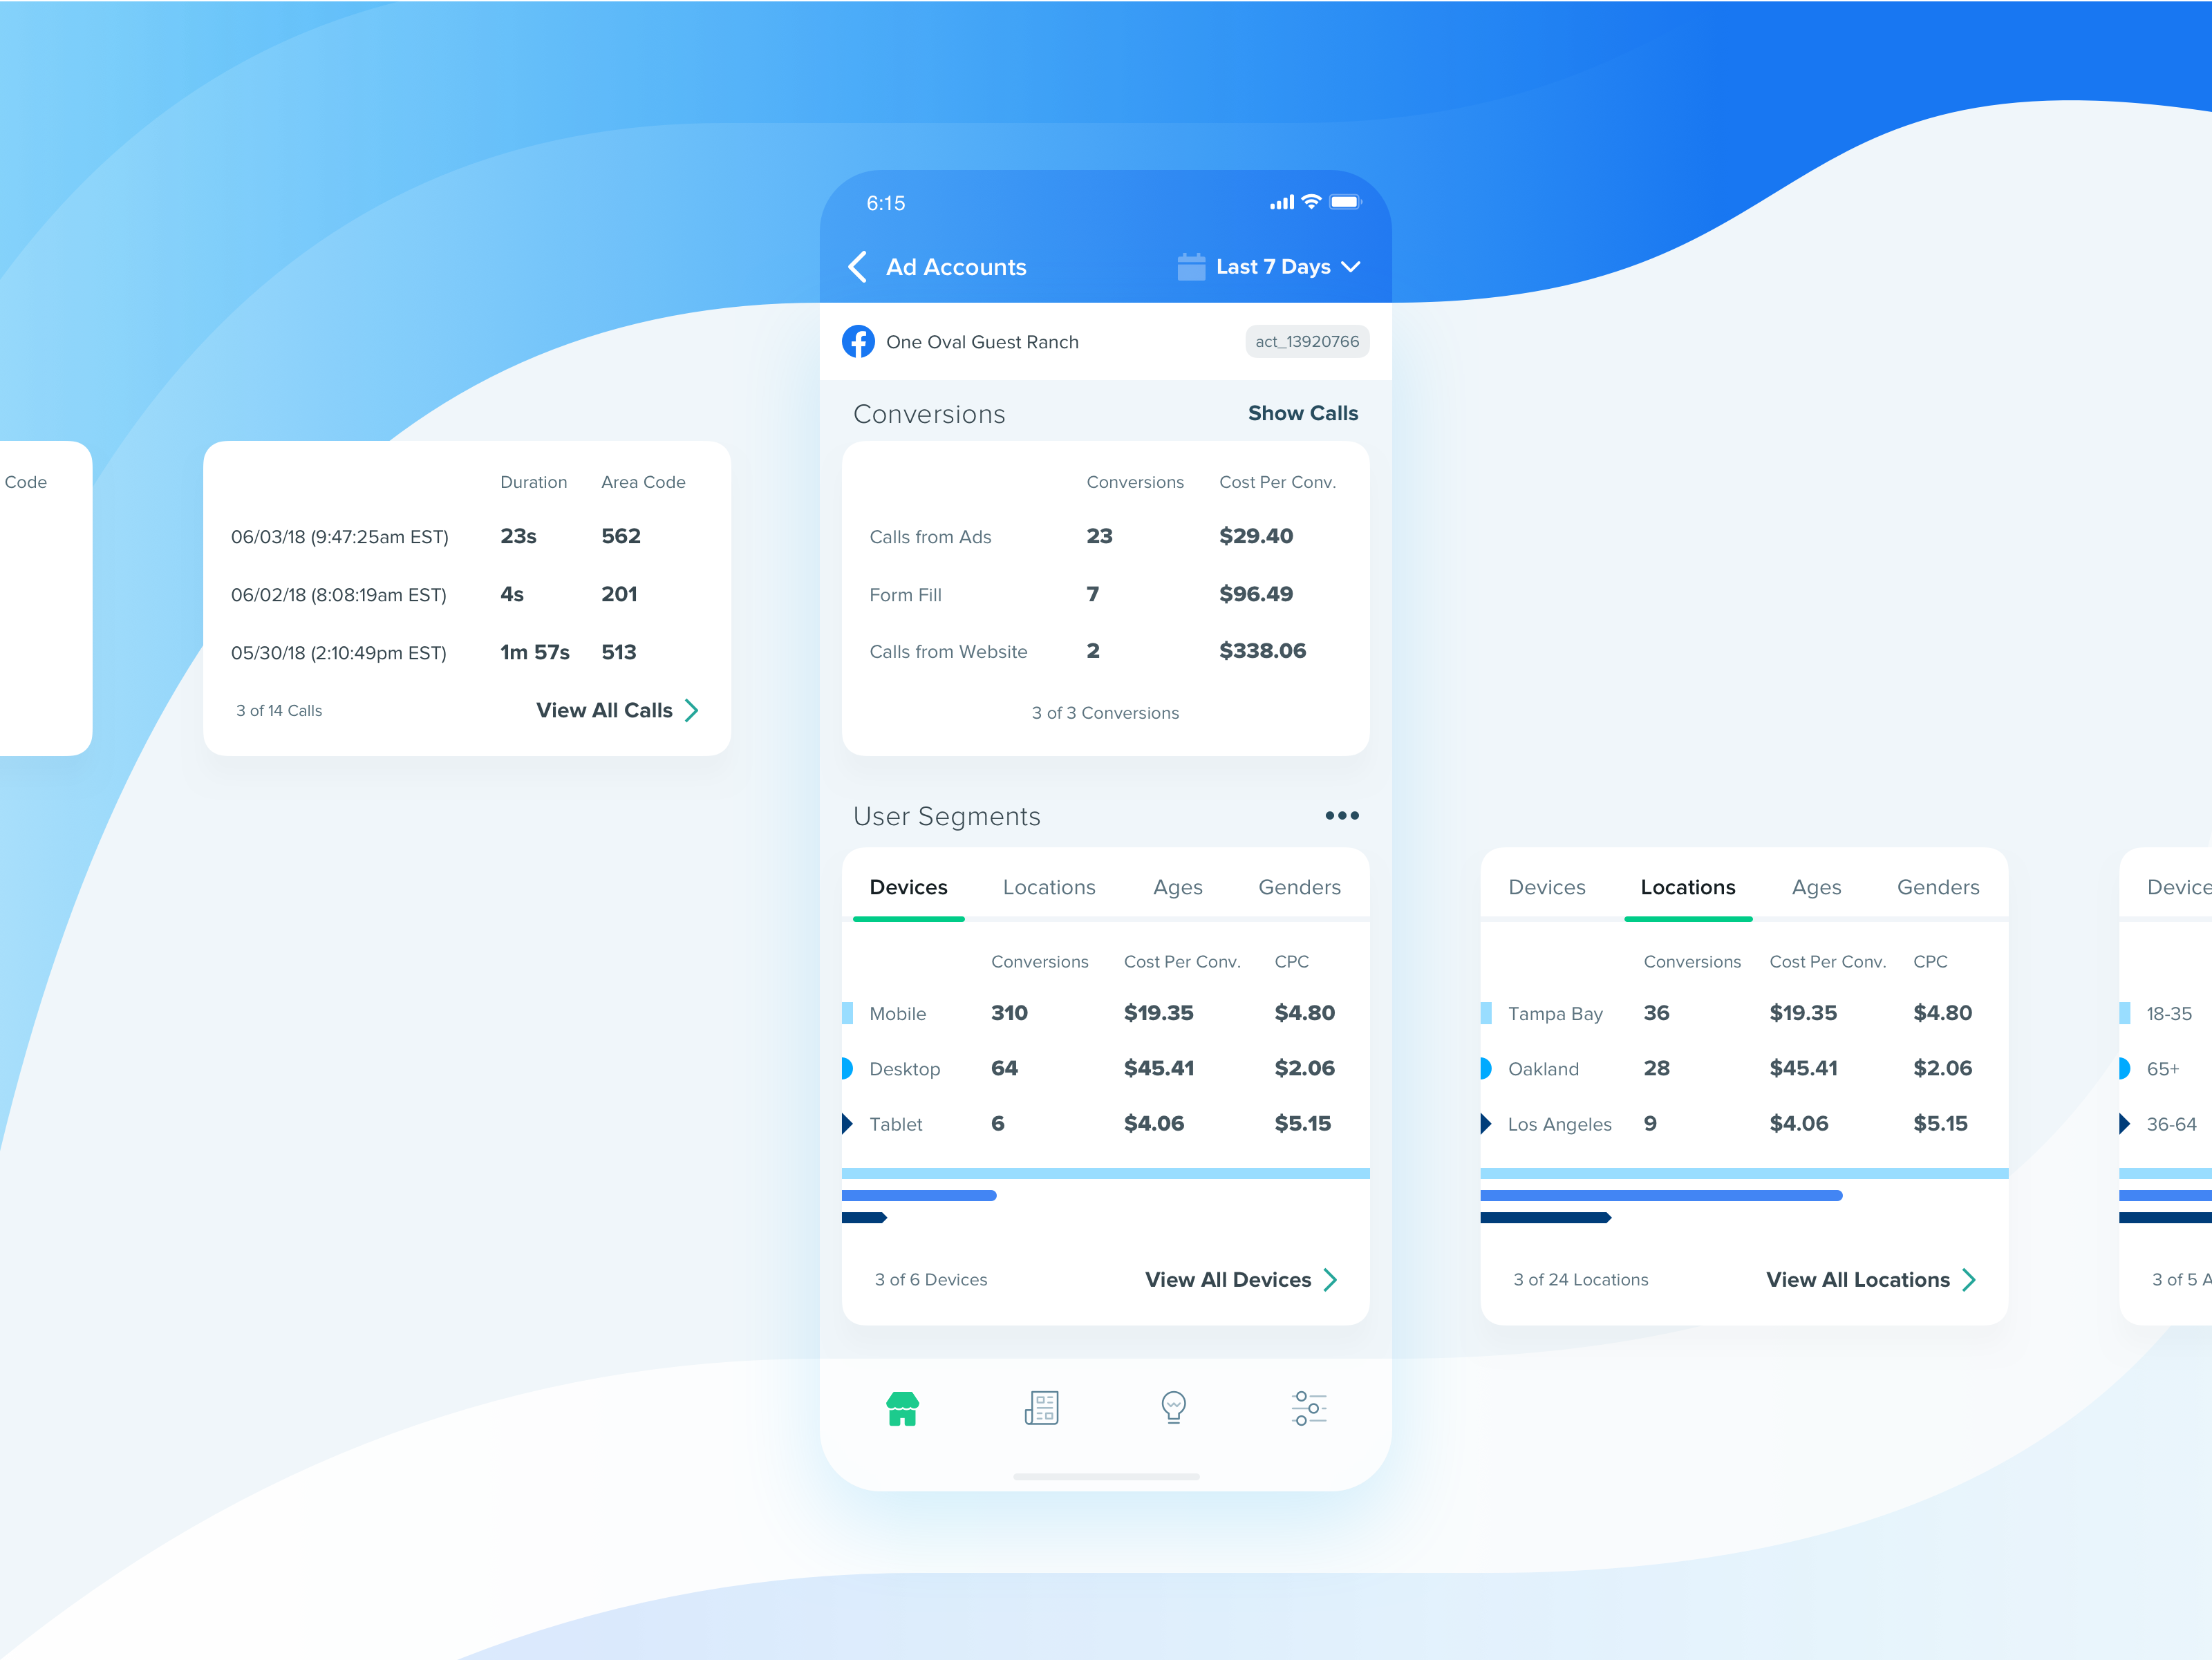 6:15
Ad Accounts Last 7 Days
One Oval Guest Ranch act_13920766
Conversions Show Calls
Conversions Cost Per Conv.
Calls from Ads 23 $29.40
Form Fill 7 $96.49
Calls from Website 2 $338.06
3 of 3 Conversions
User Segments
Devices Locations Ages Genders
Conversions Cost Per Conv. CPC
Mobile 310 $19.35 $4.80
Desktop 64 $45.41 $2.06
Tablet 6 $4.06 $5.15
3 of 6 Devices View All Devices
Code
Duration Area Code
06/03/18 (9:47:25am EST) 23s 562
06/02/18 (8:08:19am EST) 4s 201
05/30/18 (2:10:49pm EST) 1m 57s 513
3 of 14 Calls View All Calls
Devices Locations Ages Genders
Conversions Cost Per Conv. CPC
Tampa Bay 36 $19.35 $4.80
Oakland 28 $45.41 $2.06
Los Angeles 9 $4.06 $5.15
3 of 24 Locations View All Locations
Device
18-35
65+
36-64
3 of 5 A